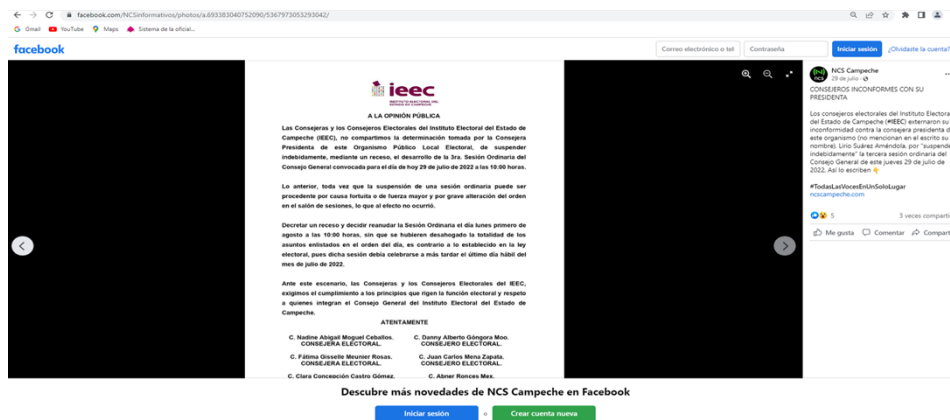 facebook.com/NCSinformativos/photos/a.693383040752090/5367973053293042/
Gmail YouTube Maps Sistema de la oficial...
facebook
Correo electrónico o tel
Contraseña
Iniciar sesión
¿Olvidaste la cuenta?
ieec
INSTITUTO ELECTORAL DEL
ESTADO DE CAMPECHE
A LA OPINIÓN PÚBLICA
Las Consejeras y los Consejeros Electorales del Instituto Electoral del Estado de
Campeche (IEEC), no compartimos la determinación tomada por la Consejera
Presidenta de este Organismo Público Local Electoral, de suspender
indebidamente, mediante un receso, el desarrollo de la 3ra. Sesión Ordinaria del
Consejo General convocada para el día de hoy 29 de julio de 2022 a las 10:00 horas.
Lo anterior, toda vez que la suspensión de una sesión ordinaria puede ser
procedente por causa fortuita o de fuerza mayor y por grave alteración del orden
en el salón de sesiones, lo que al efecto no ocurrió.
Decretar un receso y decidir reanudar la Sesión Ordinaria el día lunes primero de
agosto a las 10:00 horas, sin que se hubieren desahogado la totalidad de los
asuntos enlistados en el orden del día, es contrario a lo establecido en la ley
electoral, pues dicha sesión debía celebrarse a más tardar el último día hábil del
mes de julio de 2022.
Ante este escenario, las Consejeras y los Consejeros Electorales del IEEC,
exigimos el cumplimiento a los principios que rigen la función electoral y respeto
a quienes integran el Consejo General del Instituto Electoral del Estado de
Campeche.
ATENTAMENTE
C. Nadine Abigail Moguel Ceballos.
CONSEJERA ELECTORAL.
C. Danny Alberto Góngora Moo.
CONSEJERO ELECTORAL.
C. Fátima Gisselle Meunier Rosas.
CONSEJERA ELECTORAL.
C. Juan Carlos Mena Zapata.
CONSEJERO ELECTORAL.
C. Clara Concepción Castro Gómez.
C. Abner Ronces Mex.
NCS Campeche
29 de julio ·
CONSEJEROS INCONFORMES CON SU
PRESIDENTA
Los consejeros electorales del Instituto Electora
del Estado de Campeche (#IEEC) externaron su
inconformidad contra la consejera presidenta d
este organismo (no mencionan en el escrito su
nombre), Lirio Suárez Améndola, por "suspende
indebidamente" la tercera sesión ordinaria del
Consejo General de este jueves 29 de julio de
2022. Así lo escriben
#TodasLasVocesEnUnSoloLugar
ncscampeche.com
5
3 veces comparti
Me gusta Comentar Compart
Descubre más novedades de NCS Campeche en Facebook
Iniciar sesión
o
Crear cuenta nueva